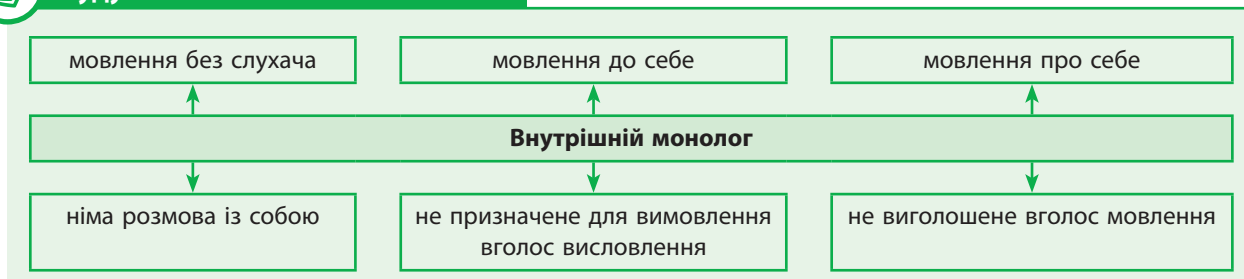 мовлення без слухача
мовлення до себе
мовлення про себе
Внутрішній монолог
німа розмова із собою
не призначене для вимовлення
вголос висловлення
не виголошене вголос мовлення